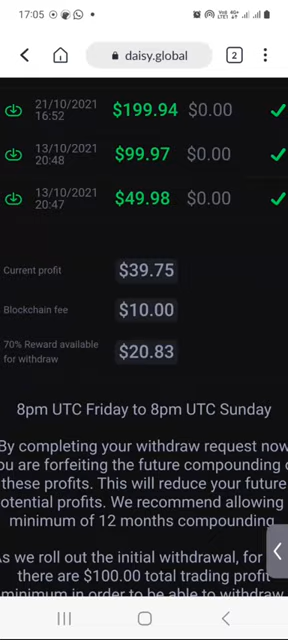 17:05
daisy.global
2
21/10/2021
16:52
$199.94 $0.00
13/10/2021
20:48
$99.97 $0.00
13/10/2021
20:47
$49.98 $0.00
Current profit
$39.75
Blockchain fee
$10.00
70% Reward available
for withdraw
$20.83
8pm UTC Friday to 8pm UTC Sunday
By completing your withdraw request now
you are forfeiting the future compounding o
these profits. This will reduce your future
potential profits. We recommend allowing
minimum of 12 months compounding
As we roll out the initial withdrawal, for
there are $100.00 total trading profit
minimum in order to be able to withdraw